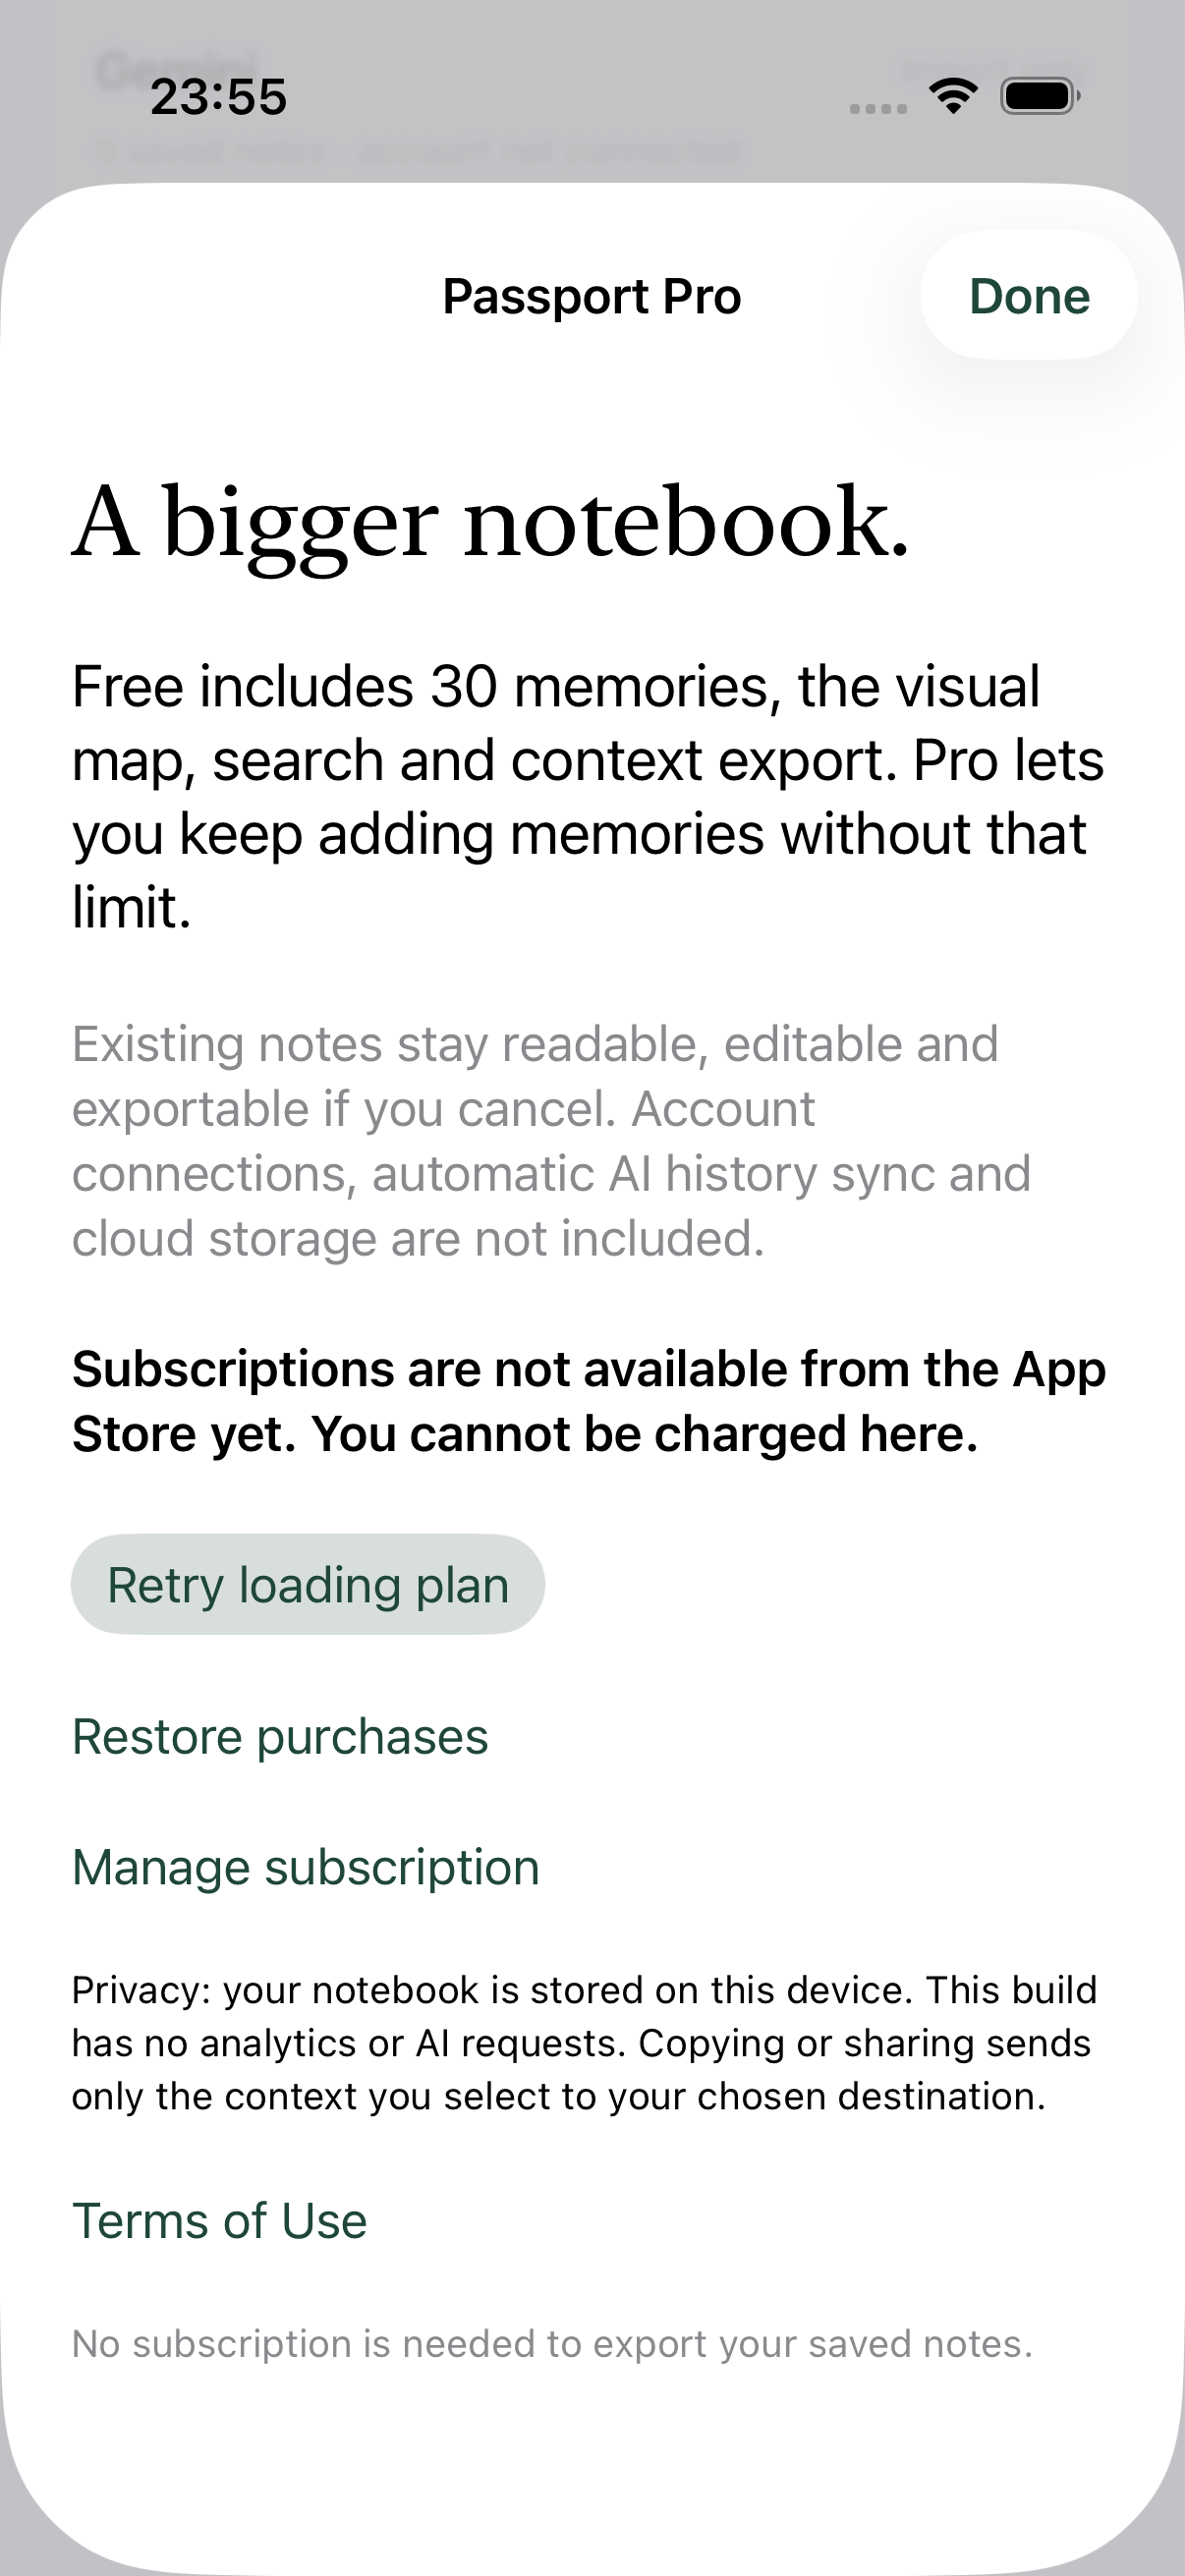 23:55
Passport Pro
Done
A bigger notebook.
Free includes 30 memories, the visual
map, search and context export. Pro lets
you keep adding memories without that
limit.
Existing notes stay readable, editable and
exportable if you cancel. Account
connections, automatic AI history sync and
cloud storage are not included.
Subscriptions are not available from the App
Store yet. You cannot be charged here.
Retry loading plan
Restore purchases
Manage subscription
Privacy: your notebook is stored on this device. This build
has no analytics or AI requests. Copying or sharing sends
only the context you select to your chosen destination.
Terms of Use
No subscription is needed to export your saved notes.